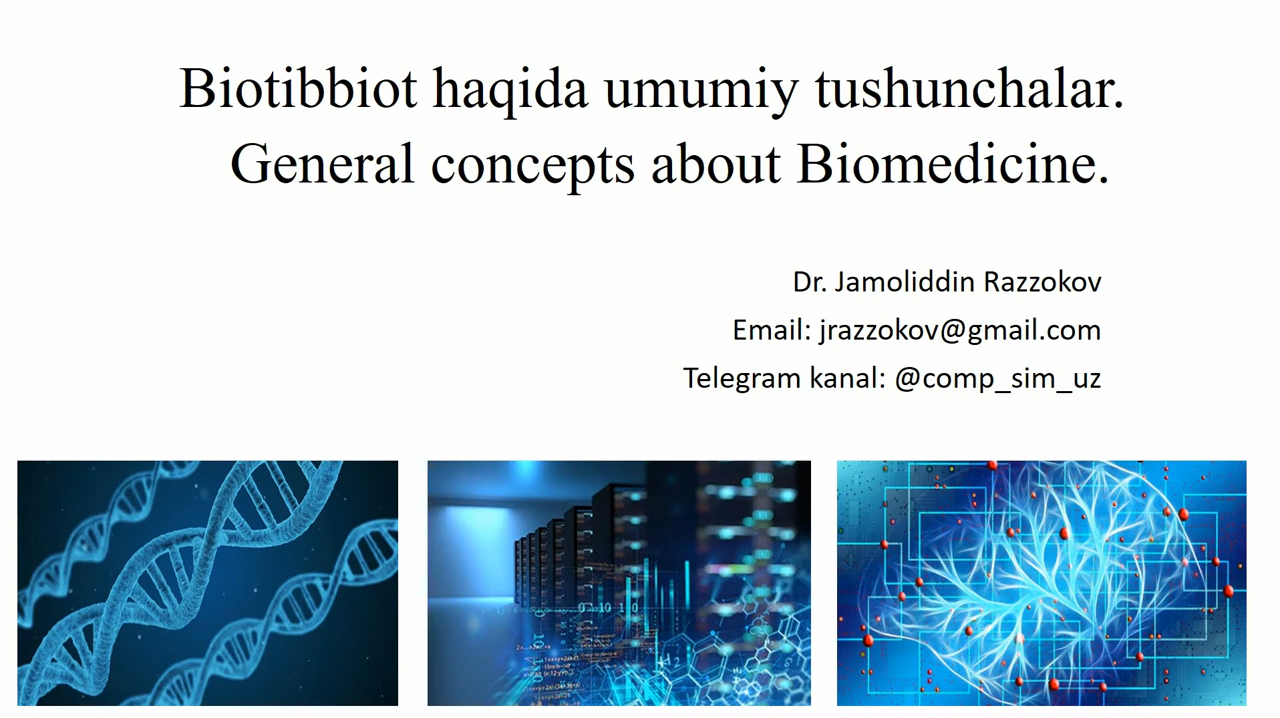 Biotibbiot haqida umumiy tushunchalar.
General concepts about Biomedicine.
Dr. Jamoliddin Razzokov
Email: jrazzokov@gmail.com
Telegram kanal: @comp_sim_uz